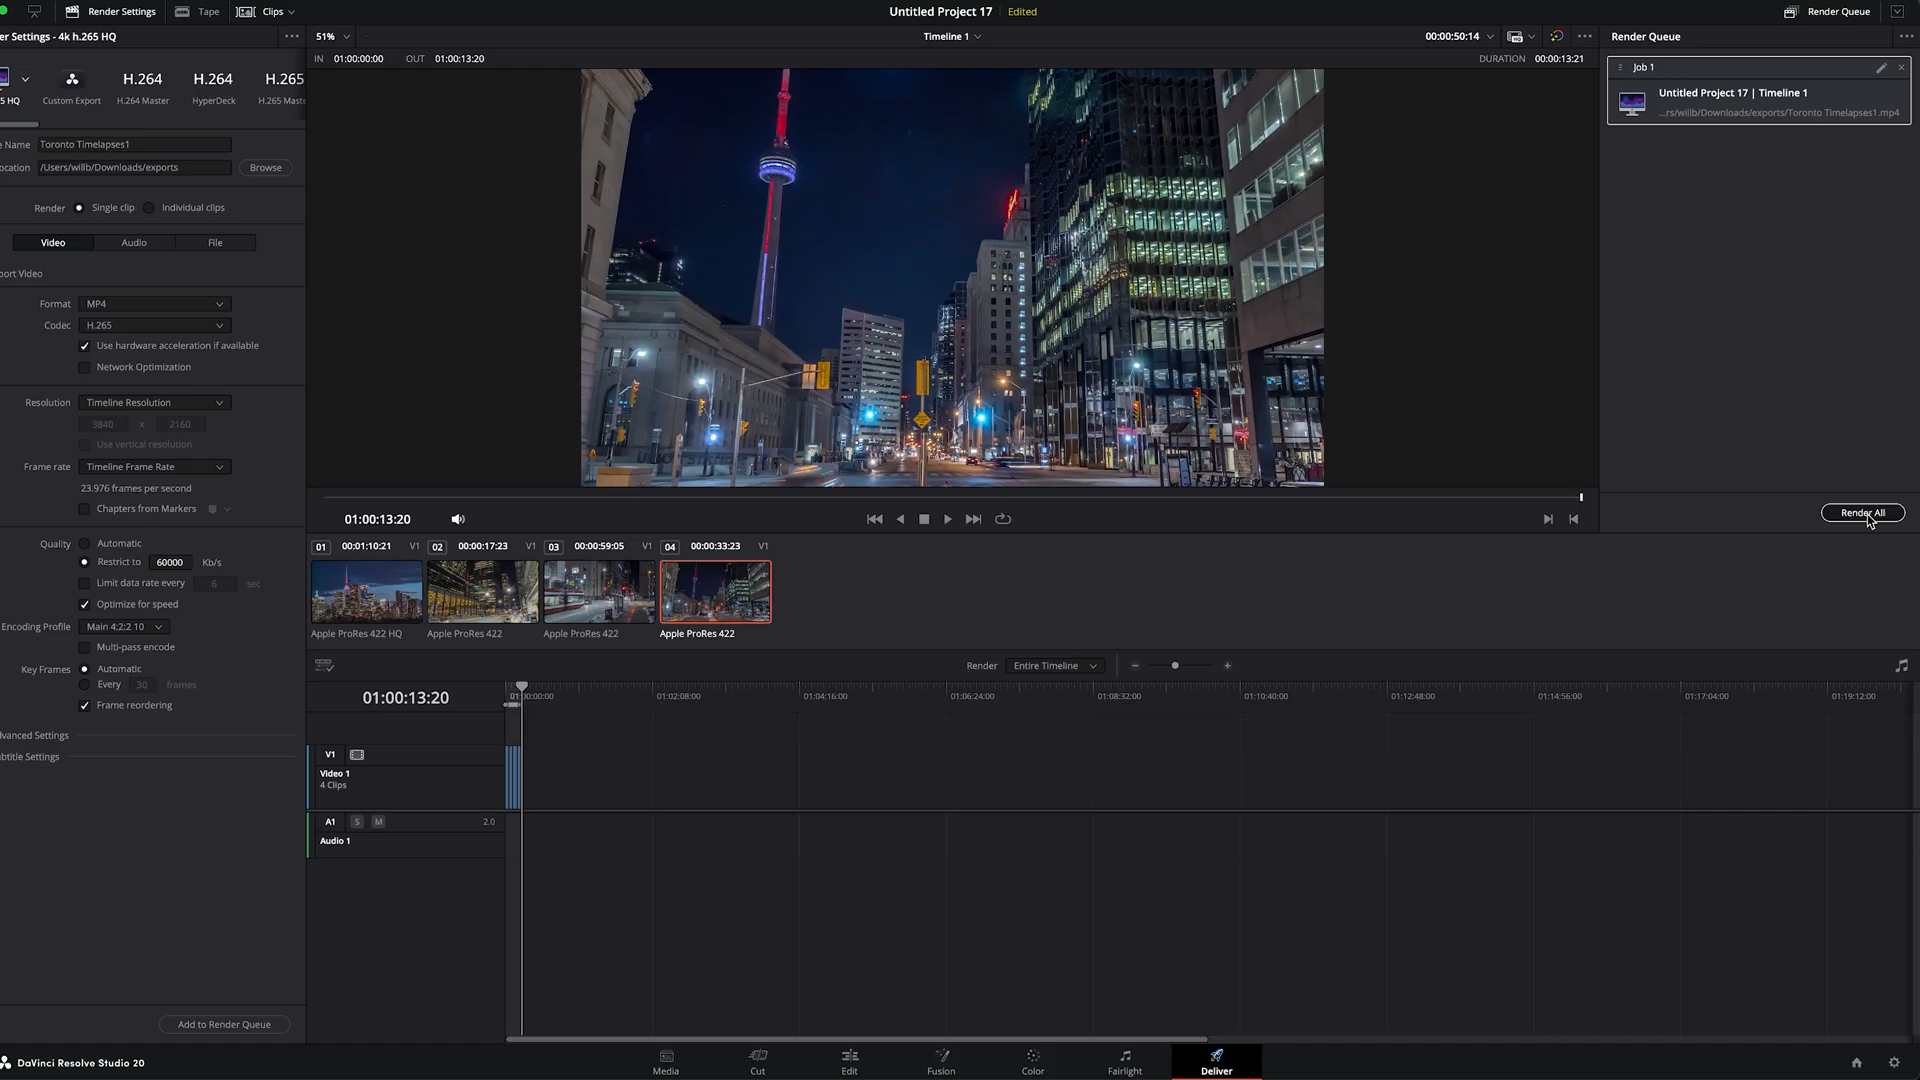 Render Settings
Tape
Clips
Untitled Project 17
Edited
Render Queue
er Settings - 4k h.265 HQ
51%
Timeline 1
00:00:50:14
Render Queue
IN 01:00:00:00 OUT 01:00:13:20
DURATION 00:00:13:21
5 HQ
Custom Export
H.264
H.264 Master
H.264
HyperDeck
H.265
H.265 Maste
Job 1
Untitled Project 17 | Timeline 1
...rs/willb/Downloads/exports/Toronto Timelapses1.mp4
e Name Toronto Timelapses1
ocation /Users/willb/Downloads/exports Browse
Render Single clip Individual clips
Video Audio File
port Video
Format MP4
Codec H.265
Use hardware acceleration if available
Network Optimization
Resolution Timeline Resolution
3840 x 2160
Use vertical resolution
Frame rate Timeline Frame Rate
23.976 frames per second
Chapters from Markers
Quality Automatic
Restrict to 60000 Kb/s
Limit data rate every 6 sec
Optimize for speed
Encoding Profile Main 4:2:2 10
Multi-pass encode
Key Frames Automatic
Every 30 frames
Frame reordering
dvanced Settings
btitle Settings
Add to Render Queue
01:00:13:20
Render All
01 00:01:10:21 V1
02 00:00:17:23 V1
03 00:00:59:05 V1
04 00:00:33:23 V1
Apple ProRes 422 HQ
Apple ProRes 422
Apple ProRes 422
Apple ProRes 422
Render Entire Timeline
01:00:13:20
01:00:00:00 01:02:08:00 01:04:16:00 01:06:24:00 01:08:32:00 01:10:40:00 01:12:48:00 01:14:56:00 01:17:04:00 01:19:12:00
V1
Video 1
4 Clips
A1 S M 2.0
Audio 1
DaVinci Resolve Studio 20
Media Cut Edit Fusion Color Fairlight Deliver